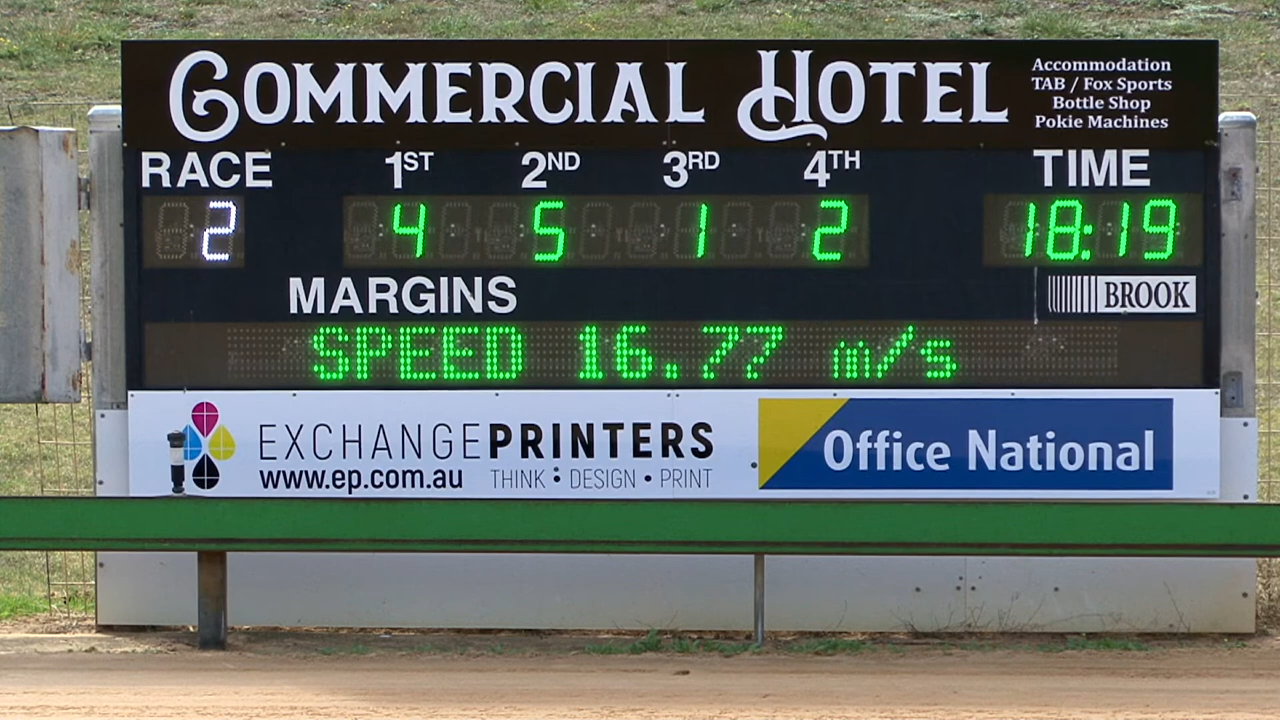 COMMERCIAL HOTEL
Accommodation
TAB / Fox Sports
Bottle Shop
Pokie Machines
RACE 1ST 2ND 3RD 4TH TIME
2 4 5 1 2 18:19
MARGINS BROOK
SPEED 16.77 m/s
EXCHANGEPRINTERS
www.ep.com.au THINK : DESIGN • PRINT
Office National